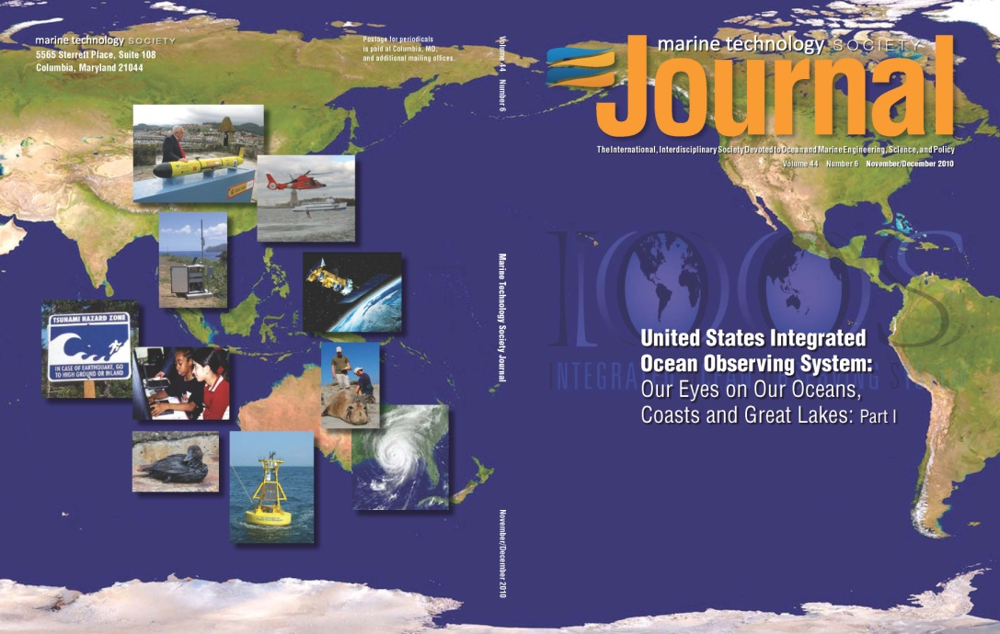 marine technology SOCIETY
5565 Sterrett Place, Suite 108
Columbia, Maryland 21044
Postage for periodicals
is paid at Columbia, MD,
and additional mailing offices.
TSUNAMI HAZARD ZONE
IN CASE OF EARTHQUAKE, GO
TO HIGH GROUND OR INLAND
Volume 44 Number 6
Marine Technology Society Journal
November/December 2010
marine technology SOCIETY
Journal
The International, Interdisciplinary Society Devoted to Ocean and Marine Engineering, Science, and Policy
Volume 44 Number 6 November/December 2010
IOOS
United States Integrated
Ocean Observing System:
Our Eyes on Our Oceans,
Coasts and Great Lakes: Part I